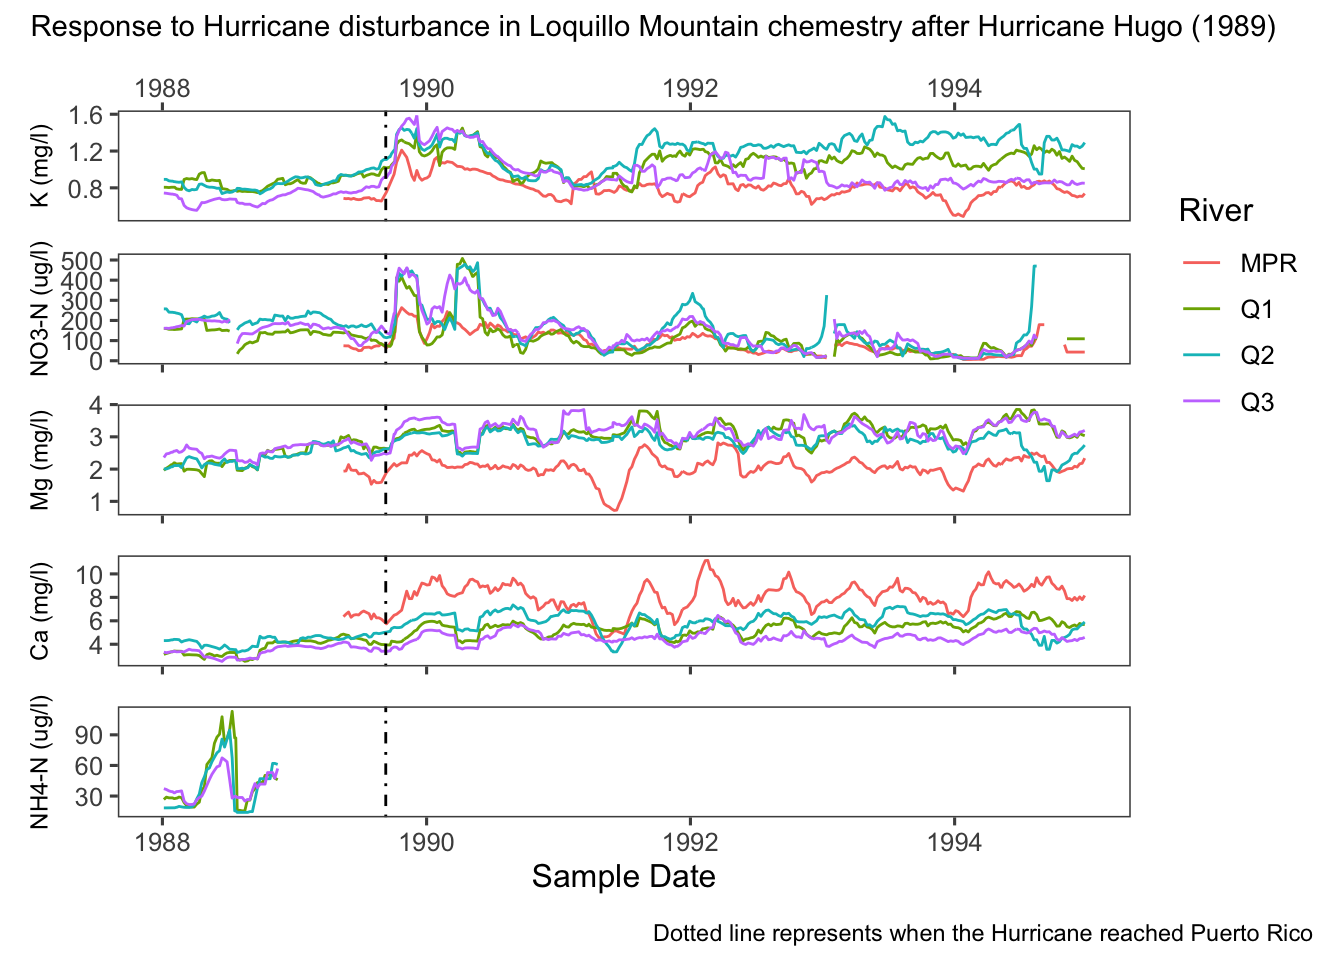 Response to Hurricane disturbance in Loquillo Mountain chemestry after Hurricane Hugo (1989)
1988 1990 1992 1994
K (mg/l)
1.6
1.2
0.8
NO3-N (ug/l)
500
400
300
200
100
0
Mg (mg/l)
4
3
2
1
Ca (mg/l)
10
8
6
4
NH4-N (ug/l)
90
60
30
1988 1990 1992 1994
Sample Date
River
MPR
Q1
Q2
Q3
Dotted line represents when the Hurricane reached Puerto Rico